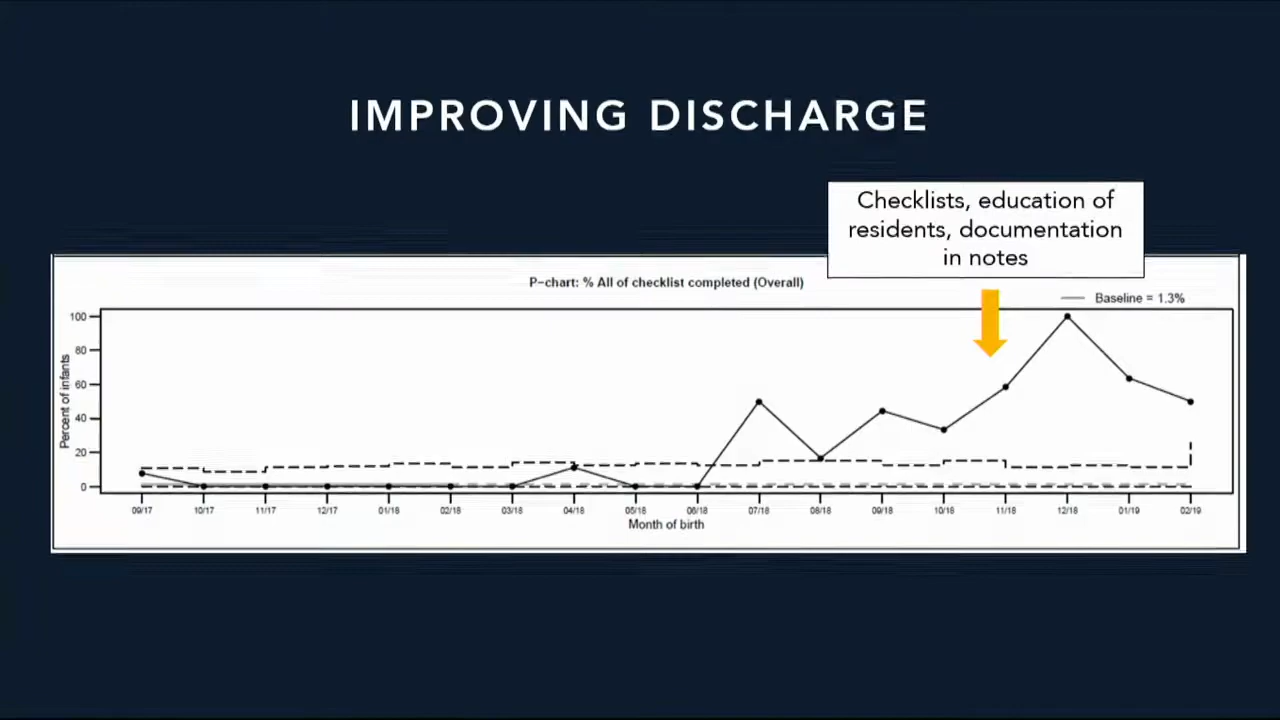 IMPROVING DISCHARGE
Checklists, education of
residents, documentation
in notes
P-chart: % All of checklist completed (Overall)
Baseline = 1.3%
Percent of infants
100
80
60
40
20
0
09/17 10/17 11/17 12/17 01/18 02/18 03/18 04/18 05/18 06/18 07/18 08/18 09/18 10/18 11/18 12/18 01/19 02/19
Month of birth